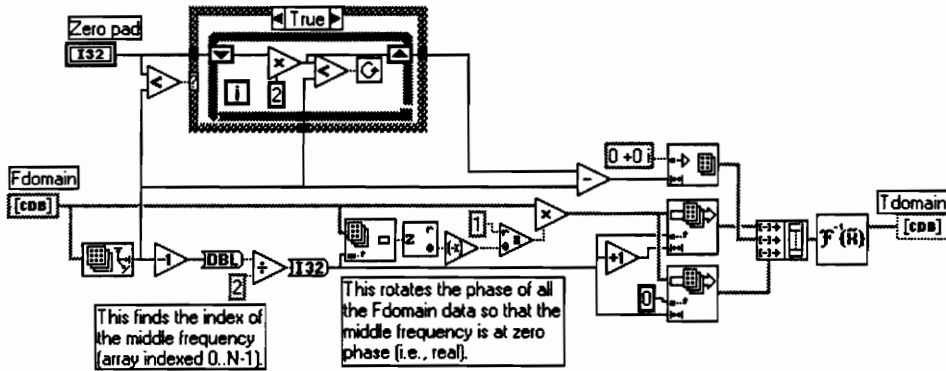 True
Zero pad
I32
×
<
<
i
2
0 +0 i
Fdomain
[CDB]
−
Tdomain
[CDB]
1
×
−1
DBL
÷
I32
2
+1
0
This finds the index of
the middle frequency
(array indexed 0..N-1).
This rotates the phase of all
the Fdomain data so that the
middle frequency is at zero
phase (i.e., real).